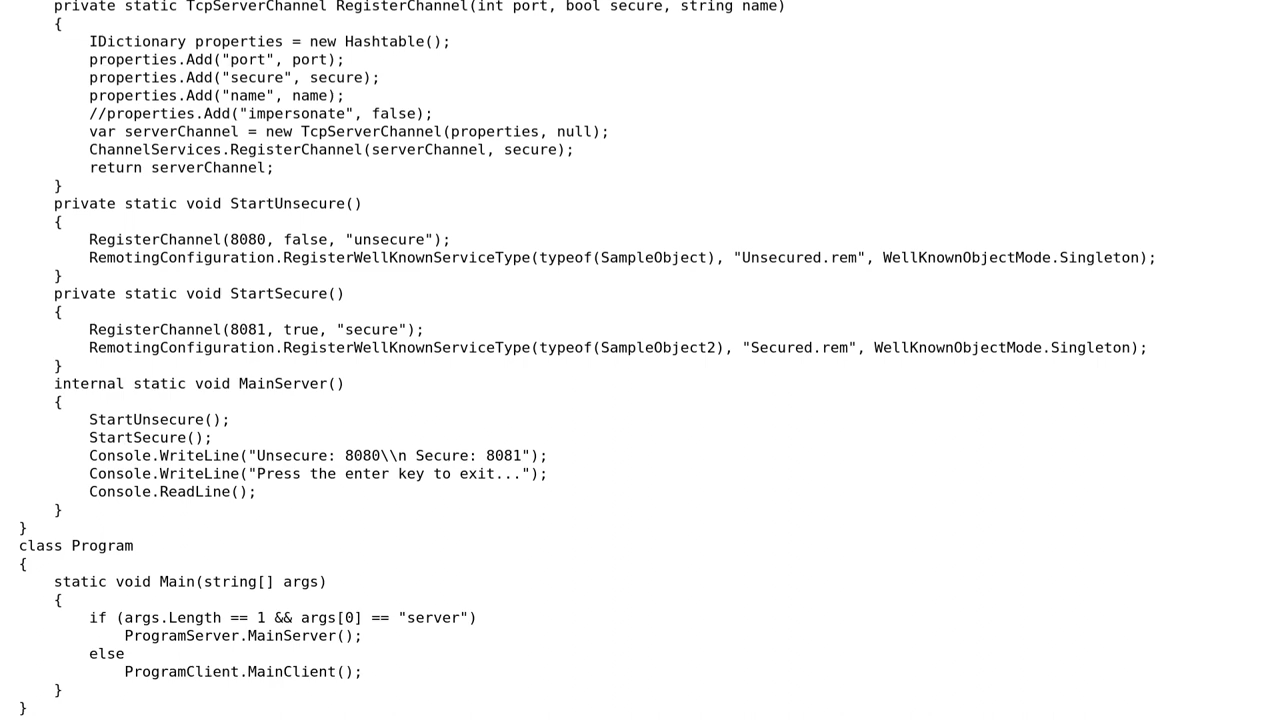 private static TcpServerChannel RegisterChannel(int port, bool secure, string name)
{
IDictionary properties = new Hashtable();
properties.Add("port", port);
properties.Add("secure", secure);
properties.Add("name", name);
//properties.Add("impersonate", false);
var serverChannel = new TcpServerChannel(properties, null);
ChannelServices.RegisterChannel(serverChannel, secure);
return serverChannel;
}
private static void StartUnsecure()
{
RegisterChannel(8080, false, "unsecure");
RemotingConfiguration.RegisterWellKnownServiceType(typeof(SampleObject), "Unsecured.rem", WellKnownObjectMode.Singleton);
}
private static void StartSecure()
{
RegisterChannel(8081, true, "secure");
RemotingConfiguration.RegisterWellKnownServiceType(typeof(SampleObject2), "Secured.rem", WellKnownObjectMode.Singleton);
}
internal static void MainServer()
{
StartUnsecure();
StartSecure();
Console.WriteLine("Unsecure: 8080\\n Secure: 8081");
Console.WriteLine("Press the enter key to exit...");
Console.ReadLine();
}
}
class Program
{
static void Main(string[] args)
{
if (args.Length == 1 && args[0] == "server")
ProgramServer.MainServer();
else
ProgramClient.MainClient();
}
}